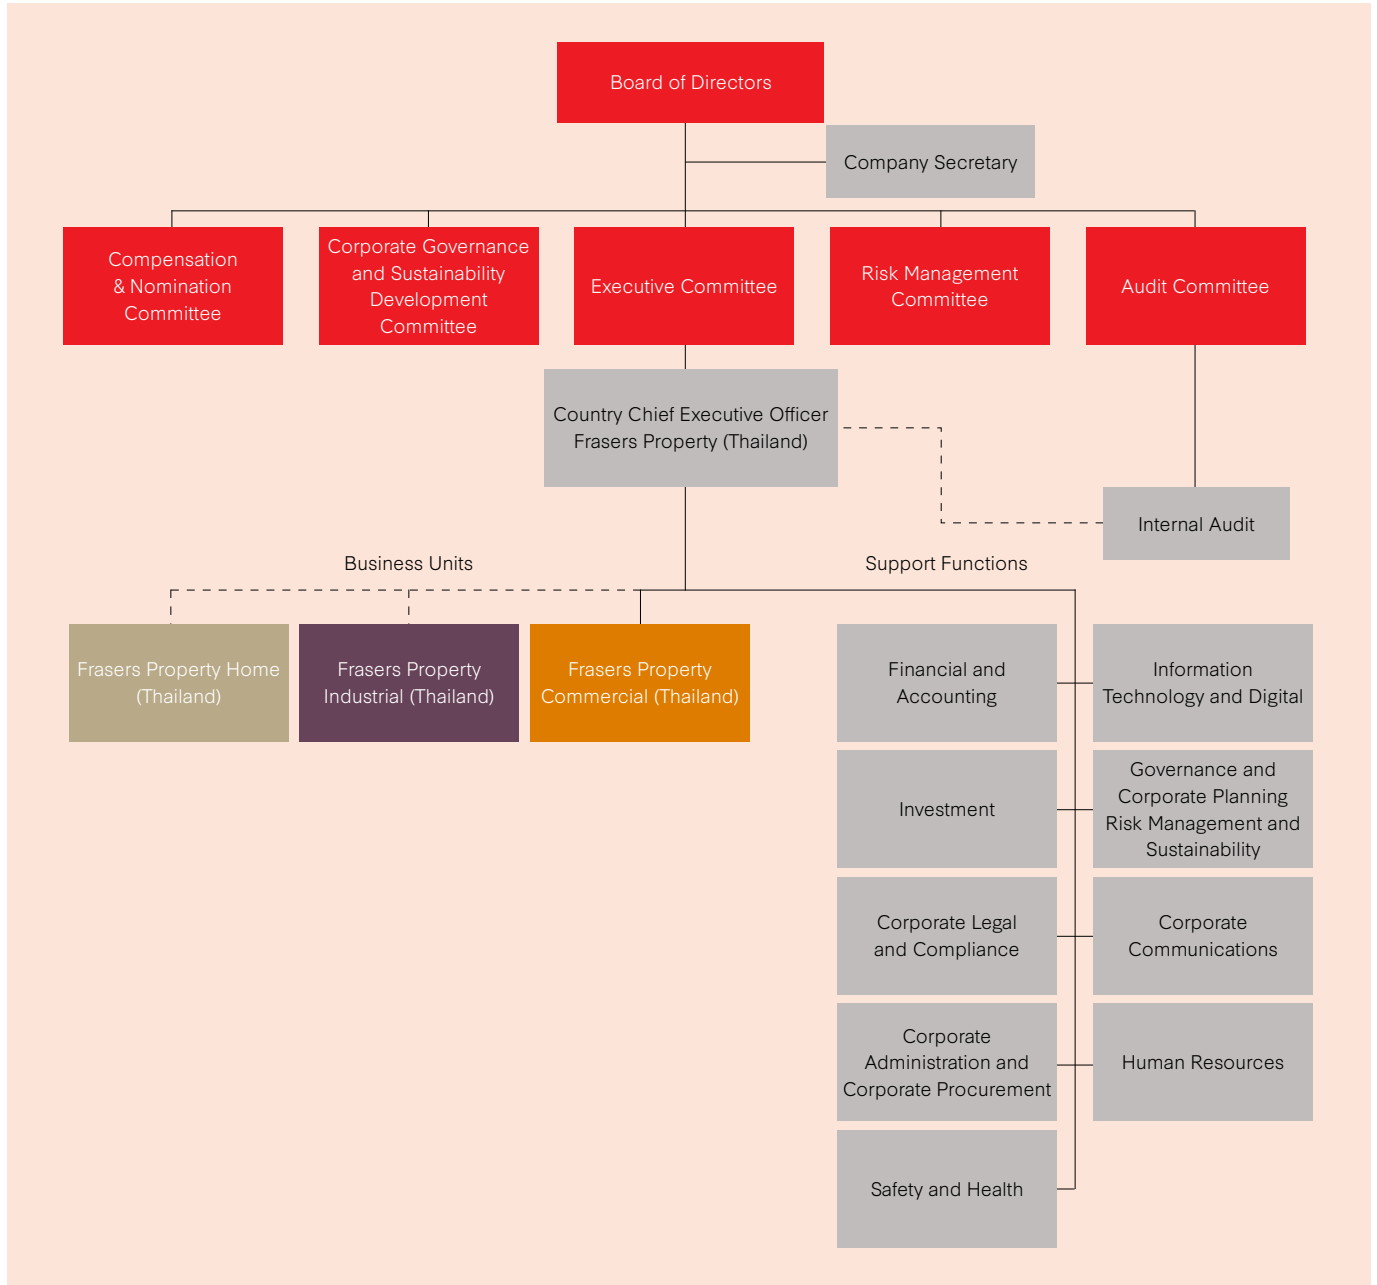 Board of Directors
Company Secretary
Compensation
& Nomination
Committee
Corporate Governance
and Sustainability
Development
Committee
Executive Committee
Risk Management
Committee
Audit Committee
Country Chief Executive Officer
Frasers Property (Thailand)
Internal Audit
Business Units
Support Functions
Frasers Property Home
(Thailand)
Frasers Property
Industrial (Thailand)
Frasers Property
Commercial (Thailand)
Financial and
Accounting
Information
Technology and Digital
Investment
Governance and
Corporate Planning
Risk Management and
Sustainability
Corporate Legal
and Compliance
Corporate
Communications
Corporate
Administration and
Corporate Procurement
Human Resources
Safety and Health